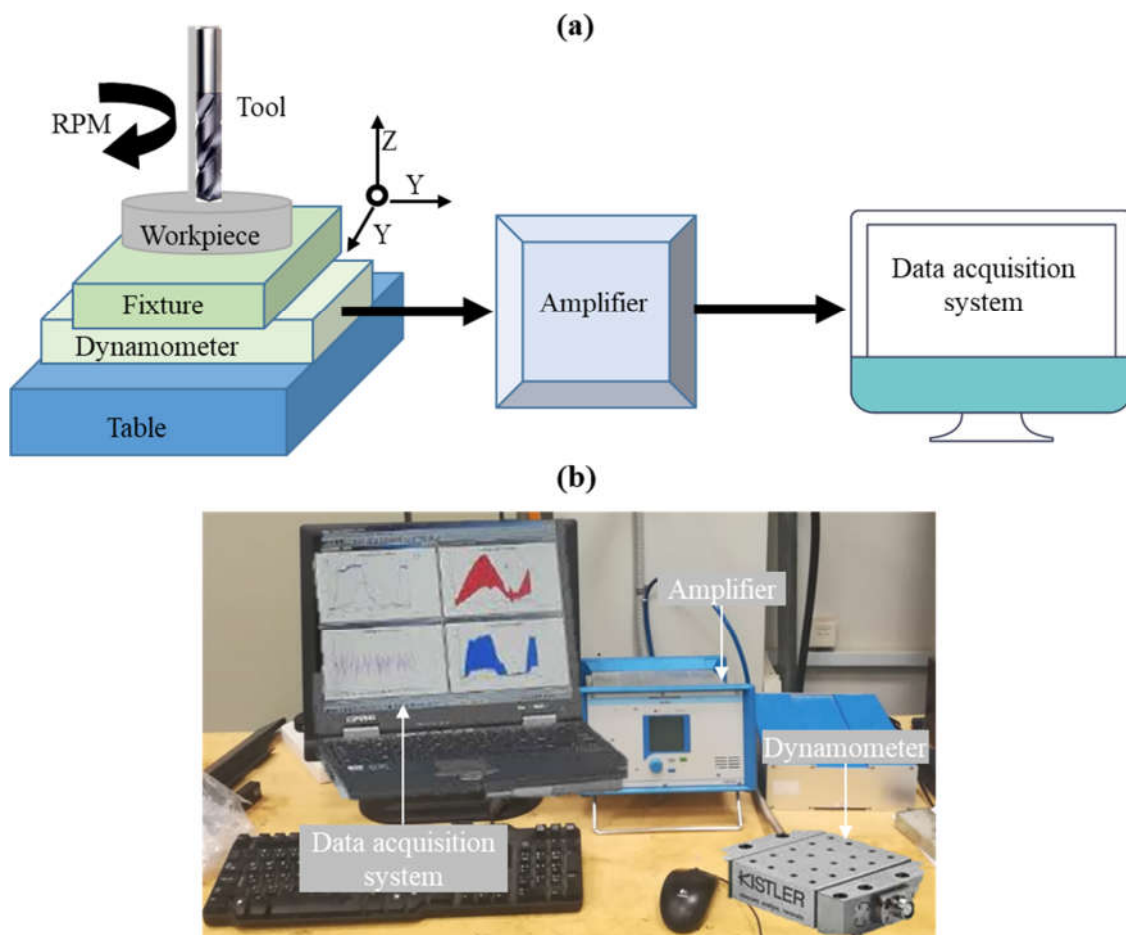 (a)
RPM
Tool
Z
Y
Y
Workpiece
Fixture
Dynamometer
Table
Amplifier
Data acquisition
system
(b)
Amplifier
Dynamometer
Data acquisition
system
KISTLER